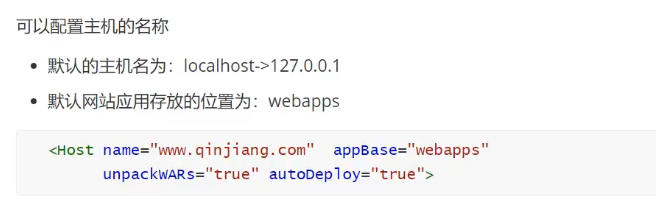 可以配置主机的名称
默认的主机名为：localhost->127.0.0.1
默认网站应用存放的位置为：webapps
<Host name="www.qinjiang.com"  appBase="webapps"
      unpackWARs="true" autoDeploy="true">